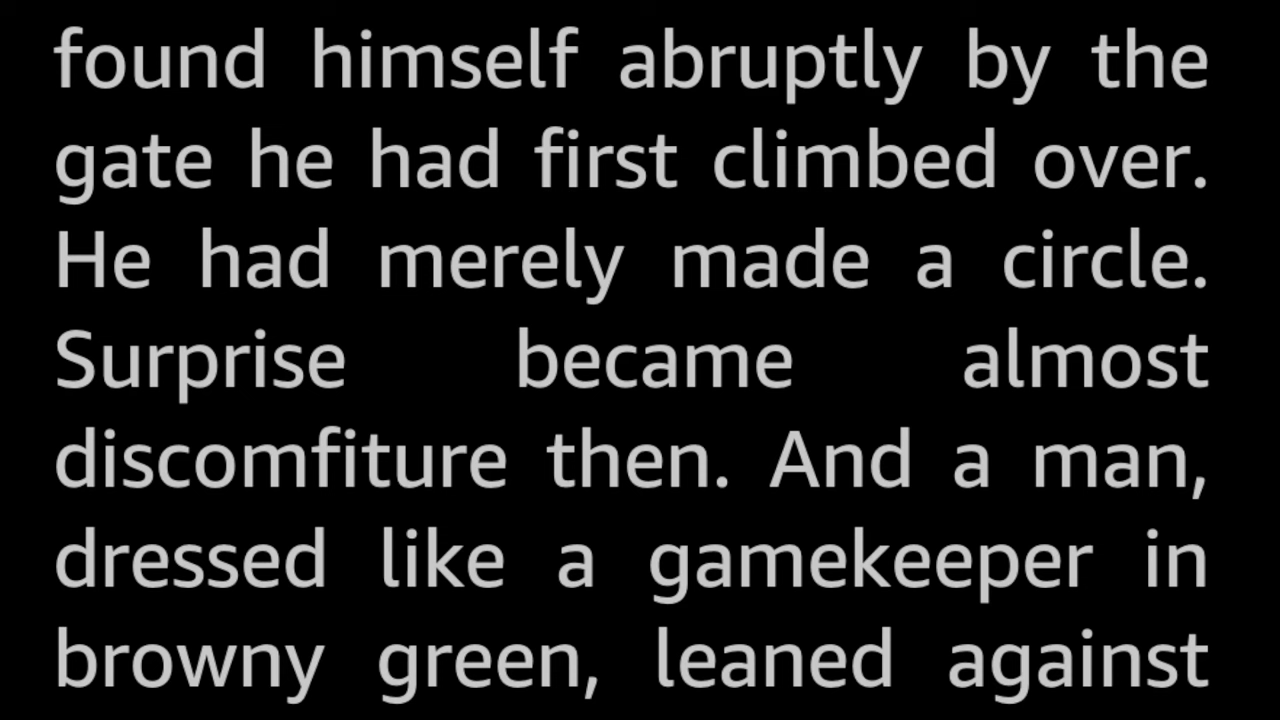 found himself abruptly by the
gate he had first climbed over.
He had merely made a circle.
Surprise became almost
discomfiture then. And a man,
dressed like a gamekeeper in
browny green, leaned against